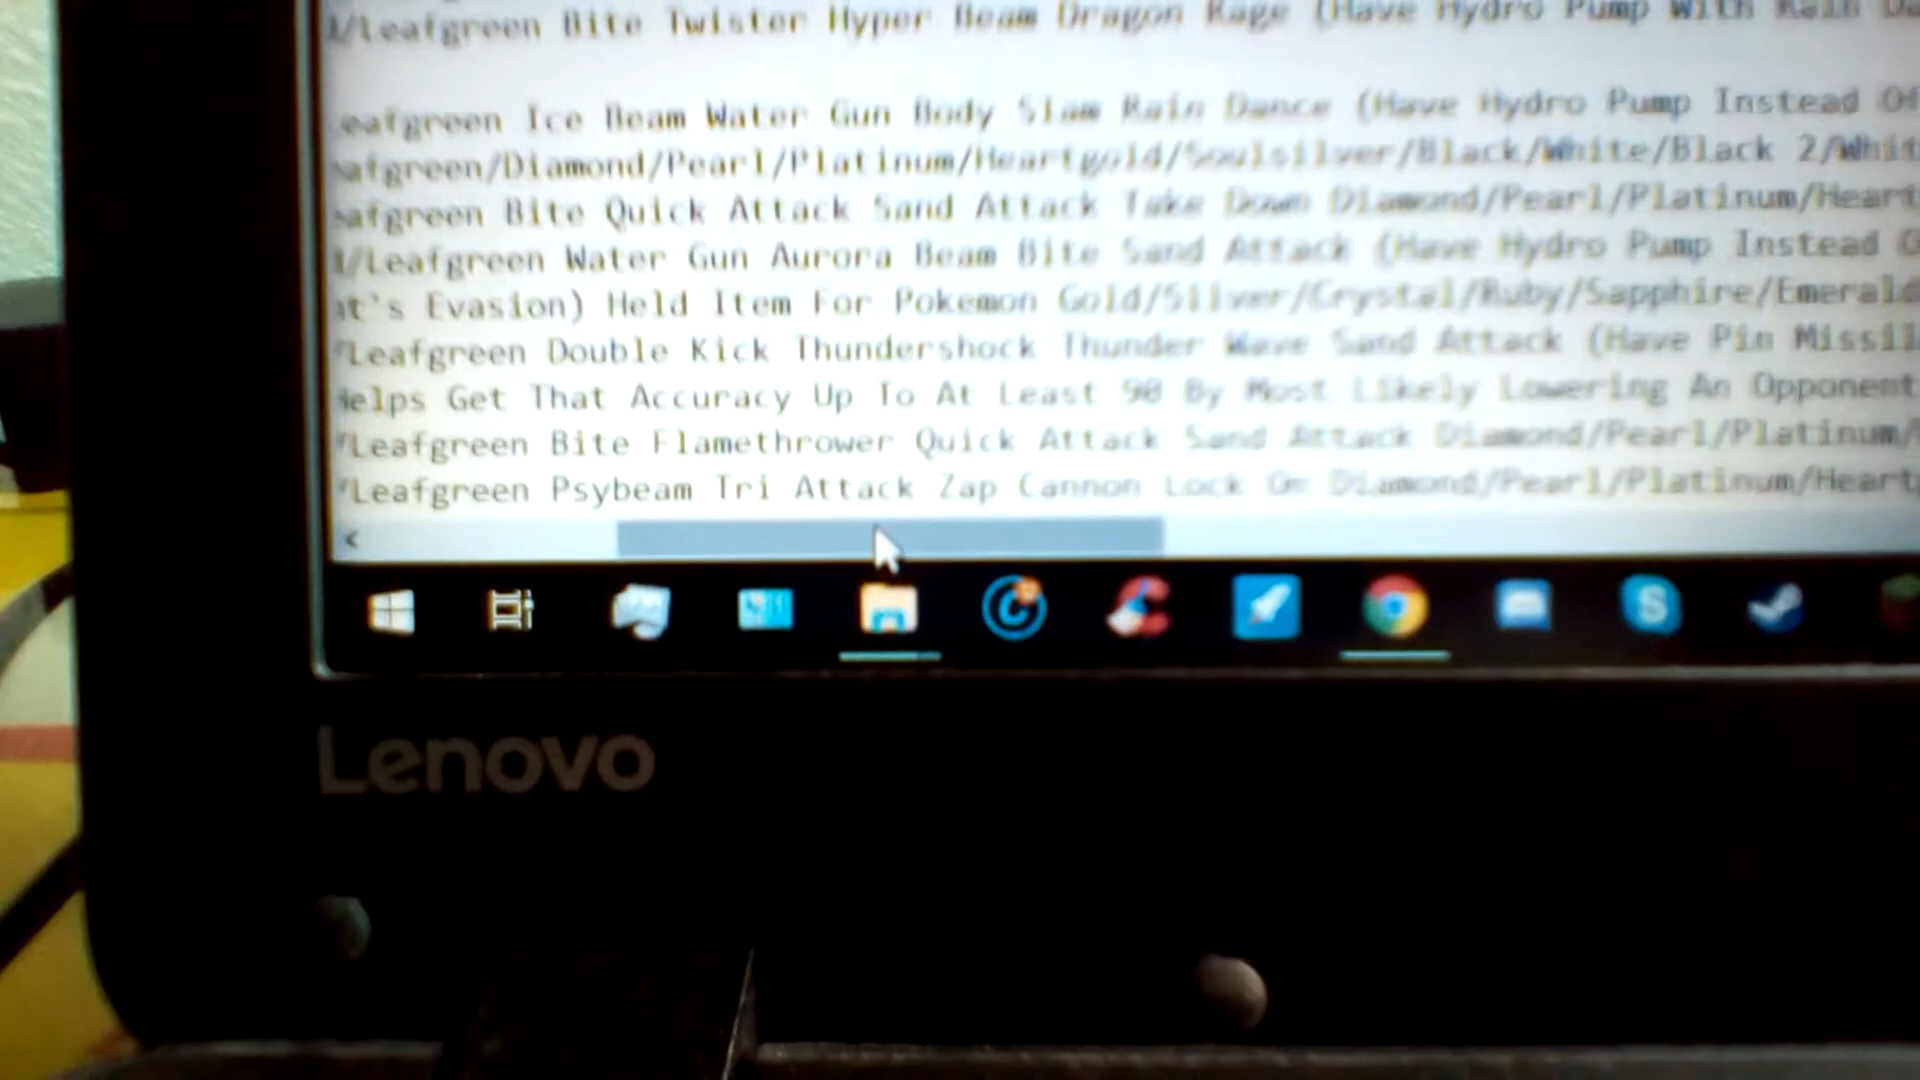 /Leafgreen Bite Twister Hyper Beam Dragon Rage (Have Hydro Pump With Rain Da
eafgreen Ice Beam Water Gun Body Slam Rain Dance (Have Hydro Pump Instead Of
eafgreen/Diamond/Pearl/Platinum/Heartgold/Soulsilver/Black/White/Black 2/Whit
eafgreen Bite Quick Attack Sand Attack Take Down Diamond/Pearl/Platinum/Heart
/Leafgreen Water Gun Aurora Beam Bite Sand Attack (Have Hydro Pump Instead O
nt's Evasion) Held Item For Pokemon Gold/Silver/Crystal/Ruby/Sapphire/Emerald
/Leafgreen Double Kick Thundershock Thunder Wave Sand Attack (Have Pin Missil
Helps Get That Accuracy Up To At Least 90 By Most Likely Lowering An Opponent
/Leafgreen Bite Flamethrower Quick Attack Sand Attack Diamond/Pearl/Platinum/
/Leafgreen Psybeam Tri Attack Zap Cannon Lock On Diamond/Pearl/Platinum/Heart
Lenovo